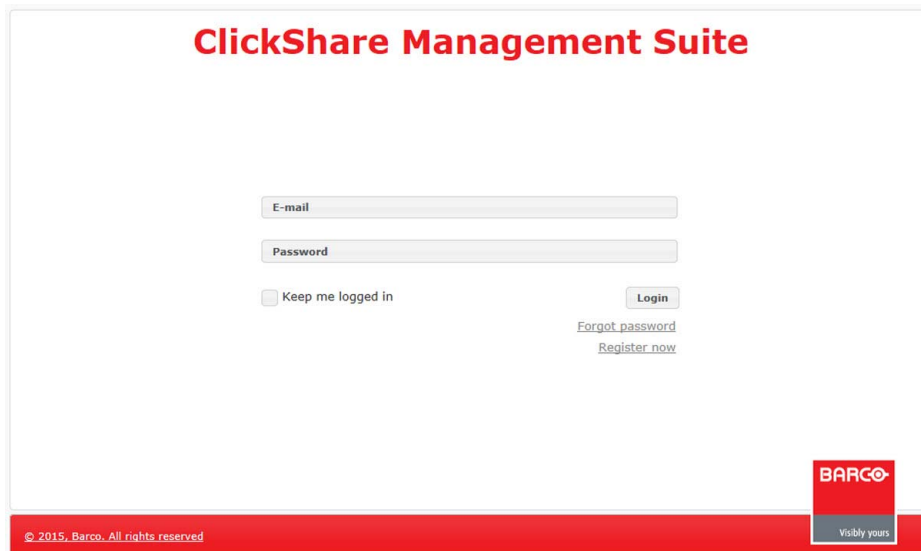 ClickShare Management Suite
E-mail
Password
Keep me logged in
Login
Forgot password
Register now
BARCO
Visibly yours
© 2015, Barco. All rights reserved